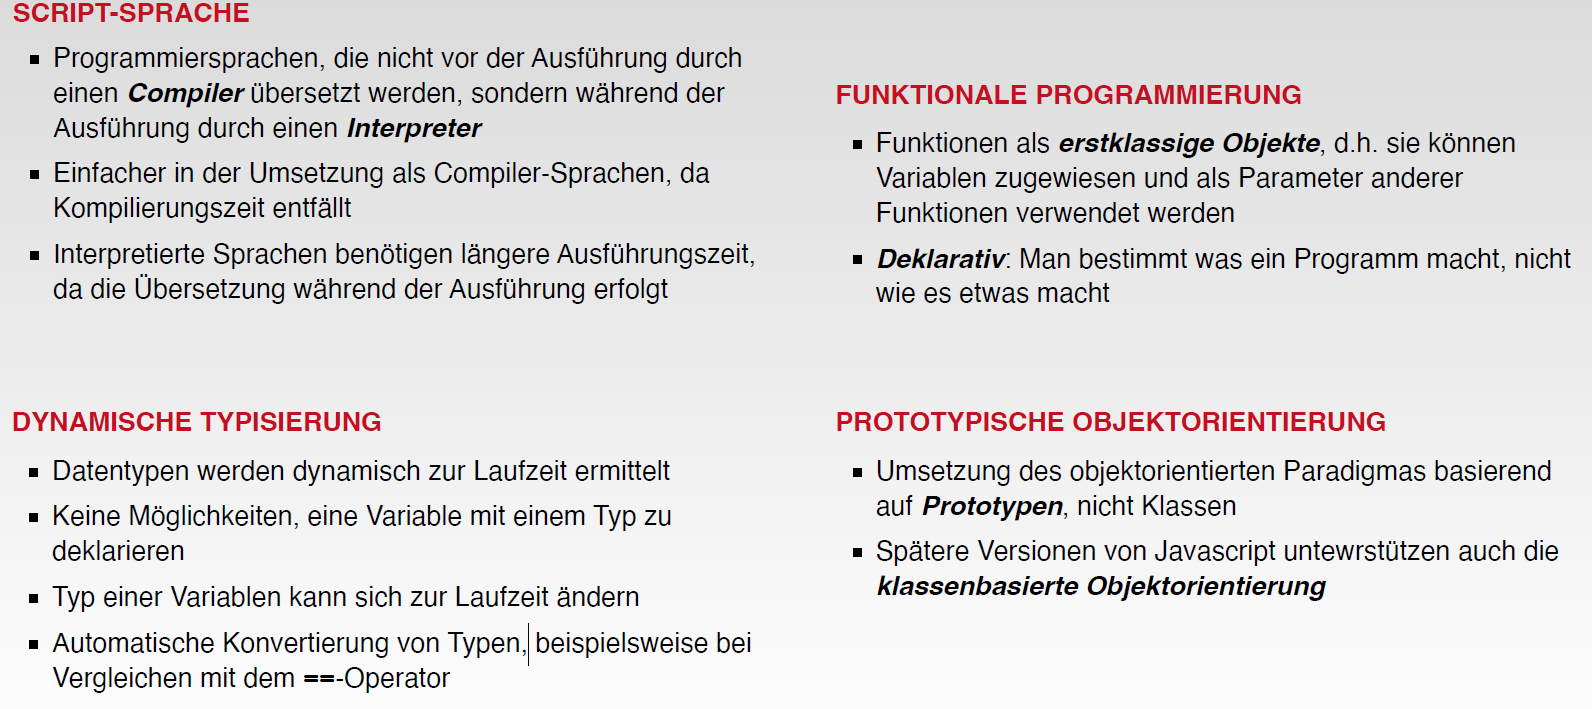 SCRIPT-SPRACHE
Programmiersprachen, die nicht vor der Ausführung durch
einen Compiler übersetzt werden, sondern während der
Ausführung durch einen Interpreter
Einfacher in der Umsetzung als Compiler-Sprachen, da
Kompilierungszeit entfällt
Interpretierte Sprachen benötigen längere Ausführungszeit,
da die Übersetzung während der Ausführung erfolgt
FUNKTIONALE PROGRAMMIERUNG
Funktionen als erstklassige Objekte, d.h. sie können
Variablen zugewiesen und als Parameter anderer
Funktionen verwendet werden
Deklarativ: Man bestimmt was ein Programm macht, nicht
wie es etwas macht
DYNAMISCHE TYPISIERUNG
Datentypen werden dynamisch zur Laufzeit ermittelt
Keine Möglichkeiten, eine Variable mit einem Typ zu
deklarieren
Typ einer Variablen kann sich zur Laufzeit ändern
Automatische Konvertierung von Typen, beispielsweise bei
Vergleichen mit dem ==-Operator
PROTOTYPISCHE OBJEKTORIENTIERUNG
Umsetzung des objektorientierten Paradigmas basierend
auf Prototypen, nicht Klassen
Spätere Versionen von Javascript untewrstützen auch die
klassenbasierte Objektorientierung